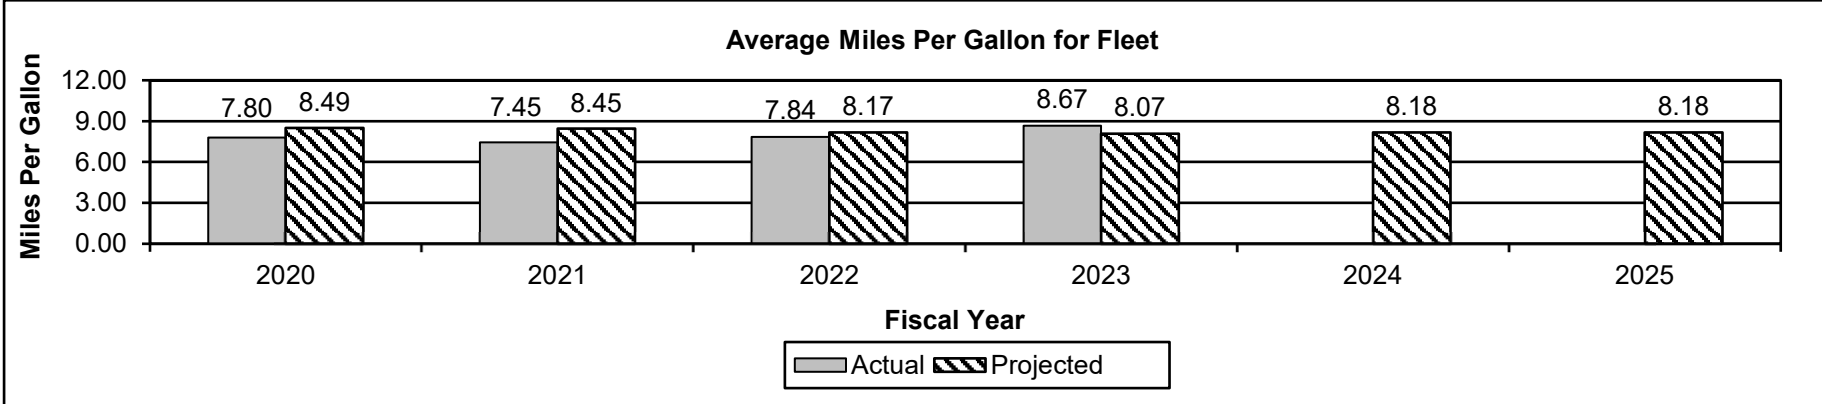 Average Miles Per Gallon for Fleet
Miles Per Gallon
12.00
9.00
6.00
3.00
0.00
7.80 8.49 7.45 8.45 7.84 8.17 8.67 8.07 8.18 8.18
2020 2021 2022 2023 2024 2025
Fiscal Year
Actual Projected